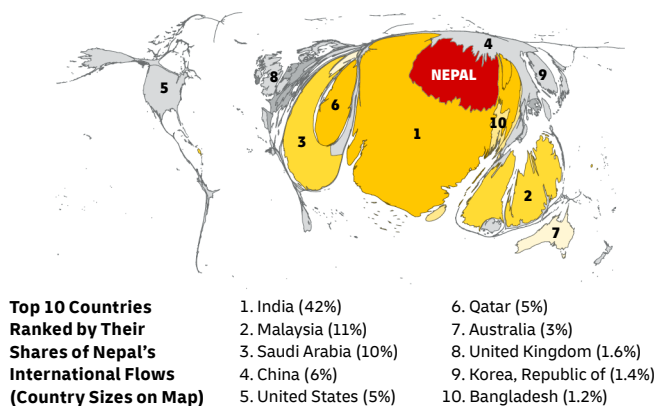 4
NEPAL
9
8
5
6
10
3
1
2
7
Top 10 Countries
Ranked by Their
Shares of Nepal's
International Flows
(Country Sizes on Map)
1. India (42%)
2. Malaysia (11%)
3. Saudi Arabia (10%)
4. China (6%)
5. United States (5%)
6. Qatar (5%)
7. Australia (3%)
8. United Kingdom (1.6%)
9. Korea, Republic of (1.4%)
10. Bangladesh (1.2%)